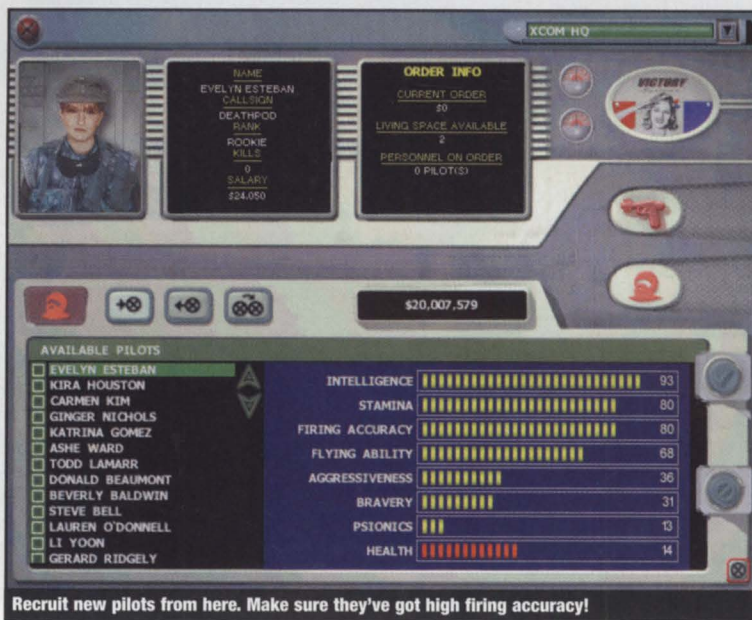 XCOM HQ
NAME
EVELYN ESTEBAN
CALLSIGN
DEATHPOD
RANK
ROOKIE
KILLS
0
SALARY
$24,050
ORDER INFO
CURRENT ORDER
$0
LIVING SPACE AVAILABLE
2
PERSONNEL ON ORDER
0 PILOT(S)
VICTORY
$20,007,579
AVAILABLE PILOTS
EVELYN ESTEBAN
KIRA HOUSTON
CARMEN KIM
GINGER NICHOLS
KATRINA GOMEZ
ASHE WARD
TODD LAMARR
DONALD BEAUMONT
BEVERLY BALDWIN
STEVE BELL
LAUREN O'DONNELL
LI YOON
GERARD RIDGELY
INTELLIGENCE 93
STAMINA 80
FIRING ACCURACY 80
FLYING ABILITY 68
AGGRESSIVENESS 36
BRAVERY 31
PSIONICS 13
HEALTH 14
Recruit new pilots from here. Make sure they've got high firing accuracy!